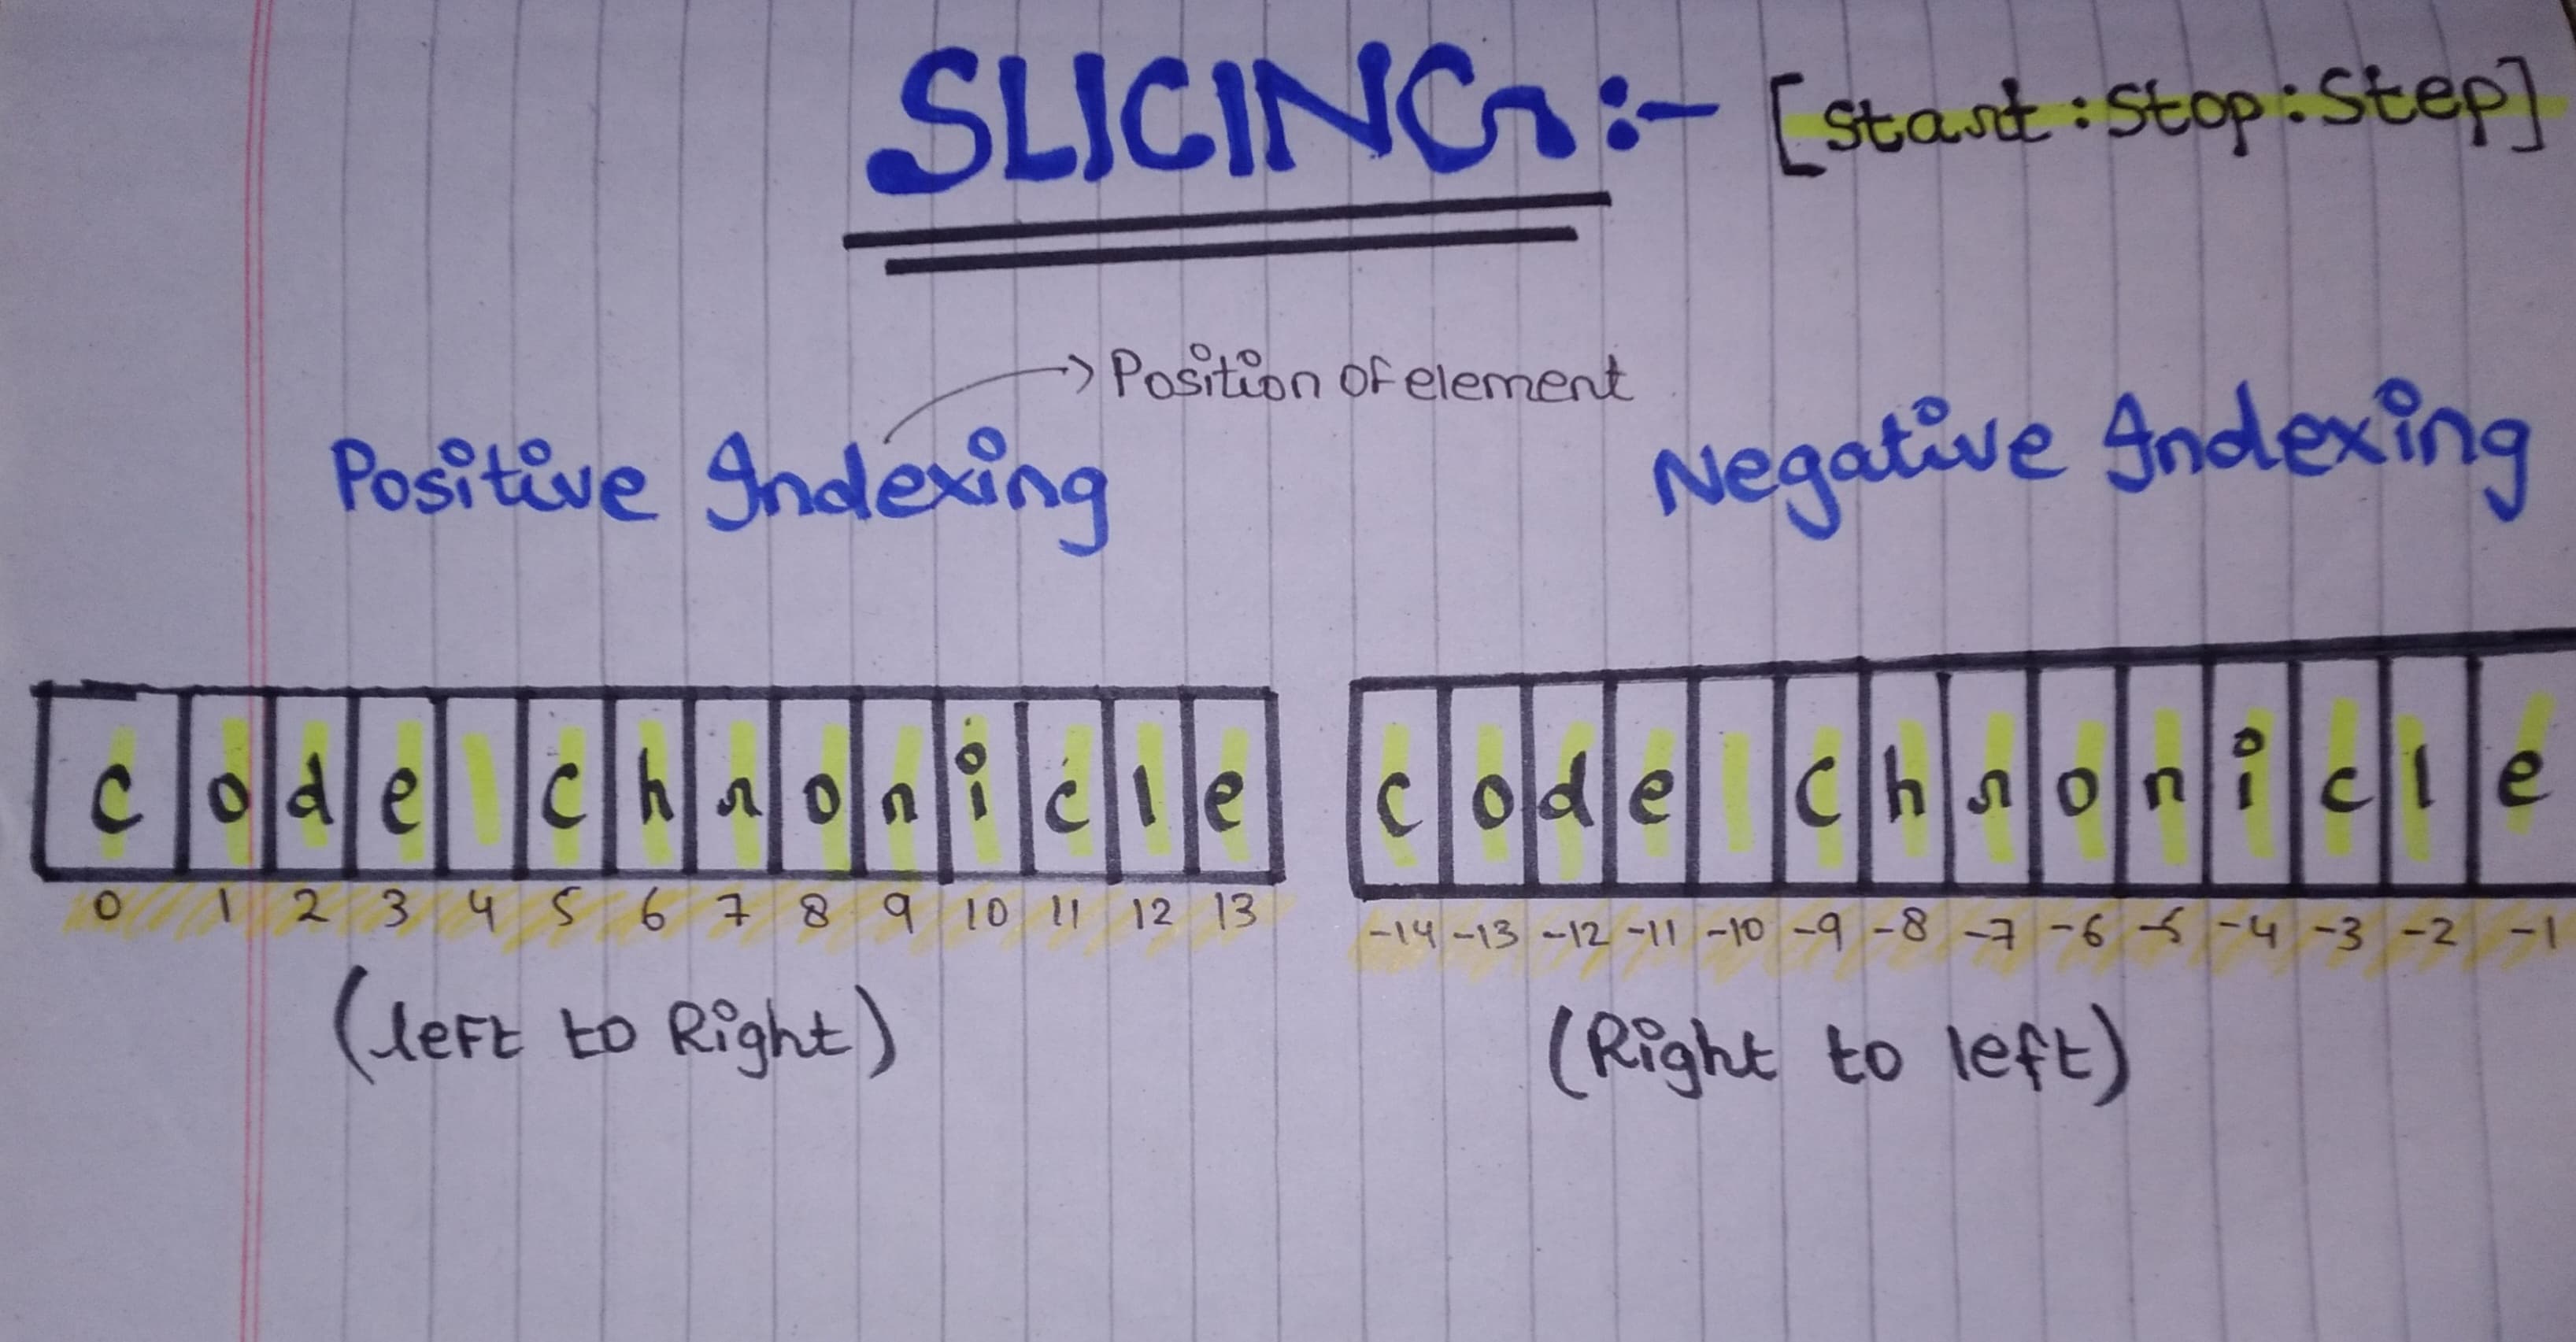 SLICING :- [start : stop : step]
Position of element
Positive Indexing
Negative Indexing
c o d e c h r o n i c l e
0 1 2 3 4 5 6 7 8 9 10 11 12 13
(left to Right)
c o d e c h r o n i c l e
-14 -13 -12 -11 -10 -9 -8 -7 -6 -5 -4 -3 -2 -1
(Right to left)